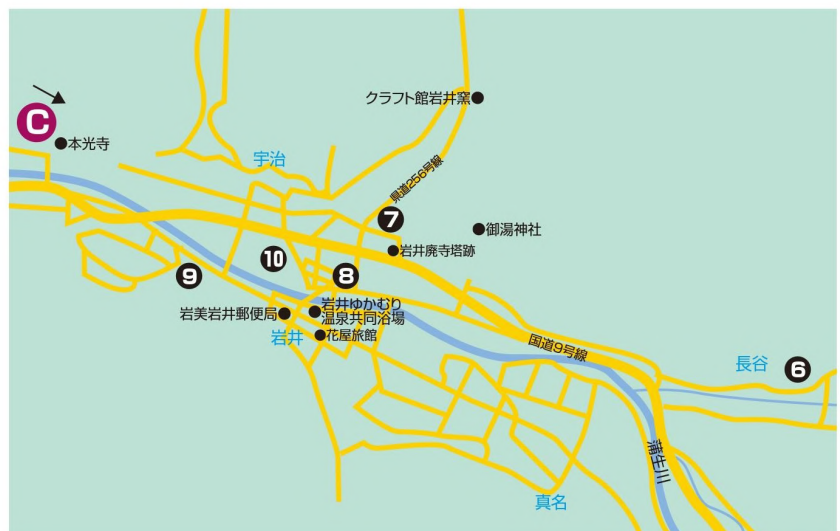 クラフト館岩井窯
C
本光寺
宇治
県道256号線
7
御湯神社
岩井廃寺塔跡
10
9
8
岩美岩井郵便局
岩井ゆかむり
温泉共同浴場
岩井
花屋旅館
国道9号線
長谷
6
蒲生川
真名